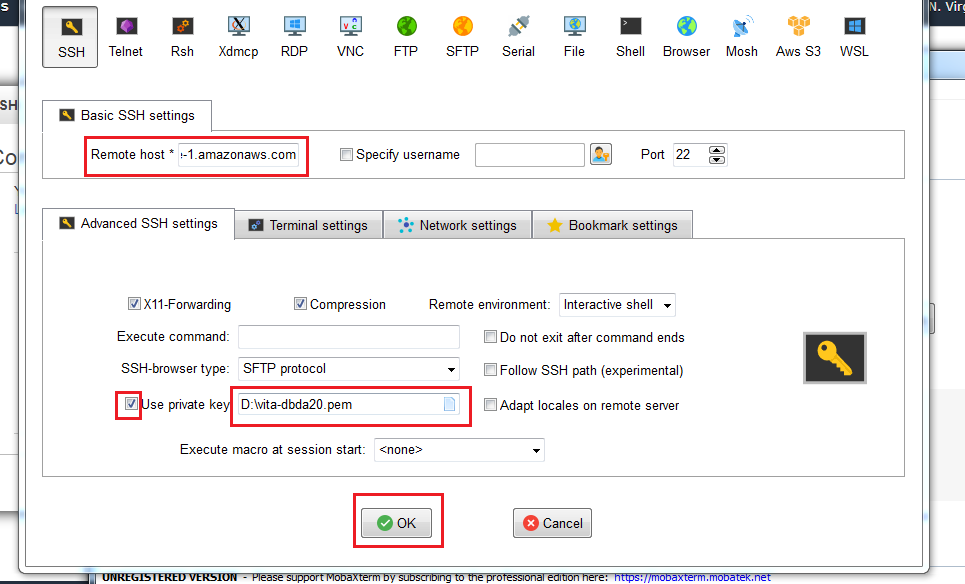 s
N. Virg
SSH Telnet Rsh Xdmcp RDP VNC FTP SFTP Serial File Shell Browser Mosh Aws S3 WSL
SH
Basic SSH settings
Co
Remote host * e-1.amazonaws.com Specify username Port 22
Advanced SSH settings Terminal settings Network settings Bookmark settings
X11-Forwarding Compression Remote environment: Interactive shell
Execute command: Do not exit after command ends
SSH-browser type: SFTP protocol Follow SSH path (experimental)
Use private key D:\vita-dbda20.pem Adapt locales on remote server
Execute macro at session start: <none>
OK Cancel
UNREGISTERED VERSION - Please support MobaXterm by subscribing to the professional edition here: https://mobaxterm.mobatek.net